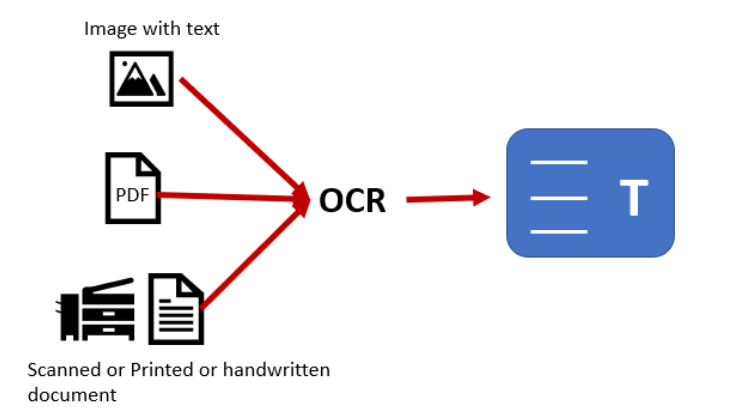 Image with text
PDF
OCR
T
Scanned or Printed or handwritten
document